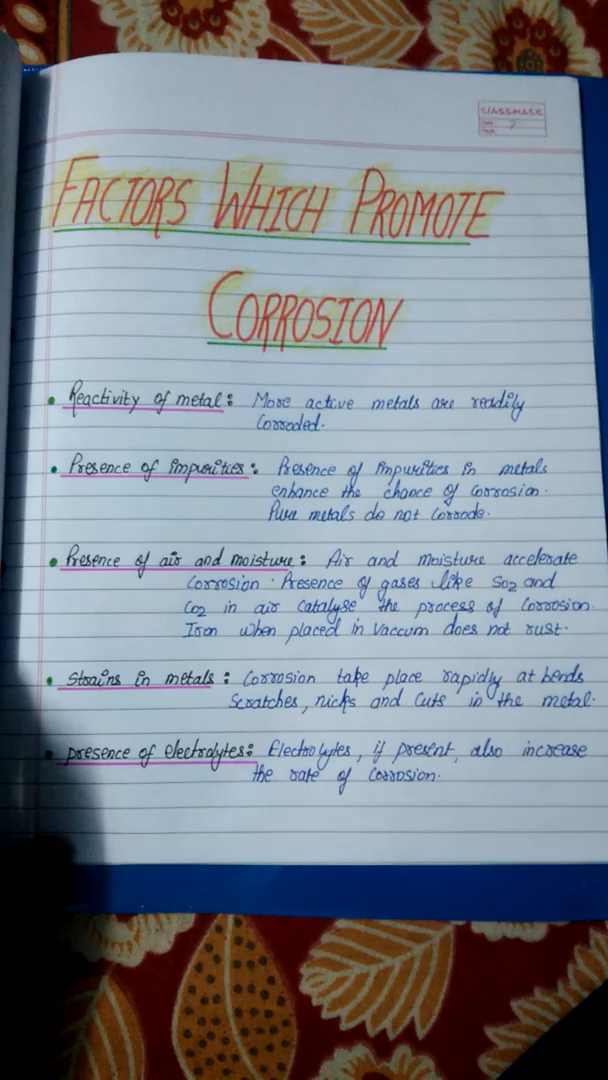 CLASSMATE
Date :
Page :
FACTORS WHICH PROMOTE
CORROSION
• Reactivity of metal : More active metals are readily
Corroded.
• Presence of impurities : Presence of impurities in metals
enhance the chance of corrosion.
Pure metals do not Corrode.
• Presence of air and moisture : Air and moisture accelerate
Corrosion. Presence of gases like SO2 and
CO2 in air Catalyse the process of Corrosion.
Iron when placed in Vaccum does not rust.
• Strains in metals : Corrosion take place rapidly at bends
Scratches, nicks and Cuts in the metal.
• presence of electrolytes : Electrolytes, if present, also increase
the rate of Corrosion.